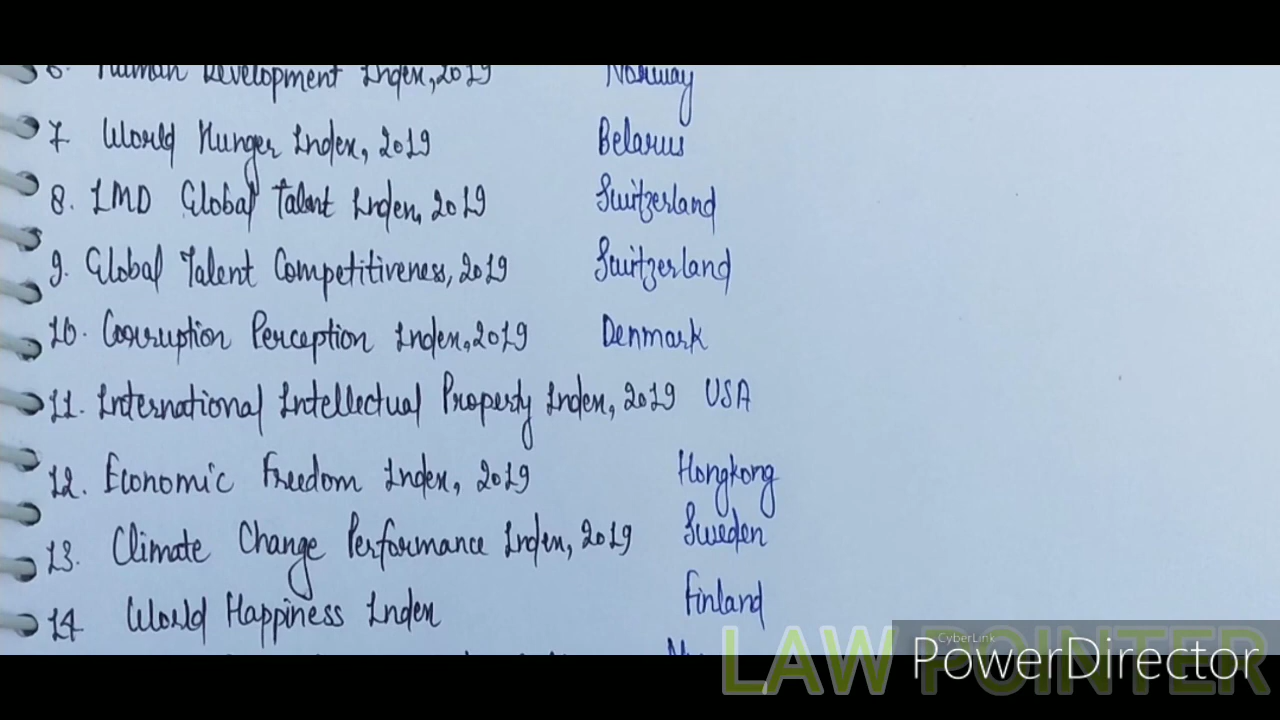 6. Human Development Index, 2019 Norway
7 World Hunger Index, 2019 Belarus
8. IMD Global Talent Index, 2019 Switzerland
9. Global Talent Competitiveness, 2019 Switzerland
10. Corruption Perception Index, 2019 Denmark
11. International Intellectual Property Index, 2019 USA
12. Economic Freedom Index, 2019 Hongkong
13. Climate Change Performance Index, 2019 Sweden
14 World Happiness Index Finland
LAW POINTER
CyberLink
PowerDirector